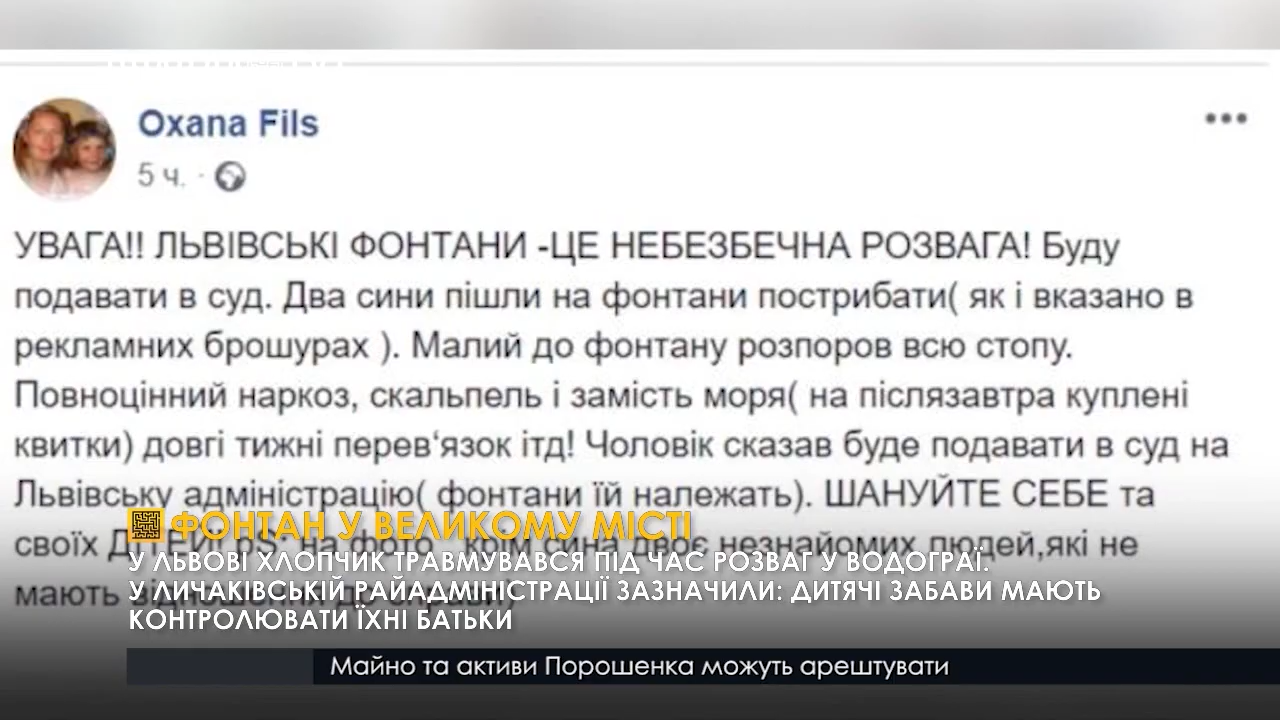 Oxana Fils
5 ч.
УВАГА!! ЛЬВІВСЬКІ ФОНТАНИ -ЦЕ НЕБЕЗБЕЧНА РОЗВАГА! Буду
подавати в суд. Два сини пішли на фонтани пострибати( як і вказано в
рекламних брошурах ). Малий до фонтану розпоров всю стопу.
Повноцінний наркоз, скальпель і замість моря( на післязавтра куплені
квитки) довгі тижні перев‘язок ітд! Чоловік сказав буде подавати в суд на
Львівську адміністрацію( фонтани їй належать). ШАНУЙТЕ СЕБЕ та
своїх незнайомих людей,які не
мають
ФОНТАН У ВЕЛИКОМУ МІСТІ
У ЛЬВОВІ ХЛОПЧИК ТРАВМУВАВСЯ ПІД ЧАС РОЗВАГ У ВОДОГРАЇ.
У ЛИЧАКІВСЬКІЙ РАЙАДМІНІСТРАЦІЇ ЗАЗНАЧИЛИ: ДИТЯЧІ ЗАБАВИ МАЮТЬ
КОНТРОЛЮВАТИ ЇХНІ БАТЬКИ
Майно та активи Порошенка можуть арештувати